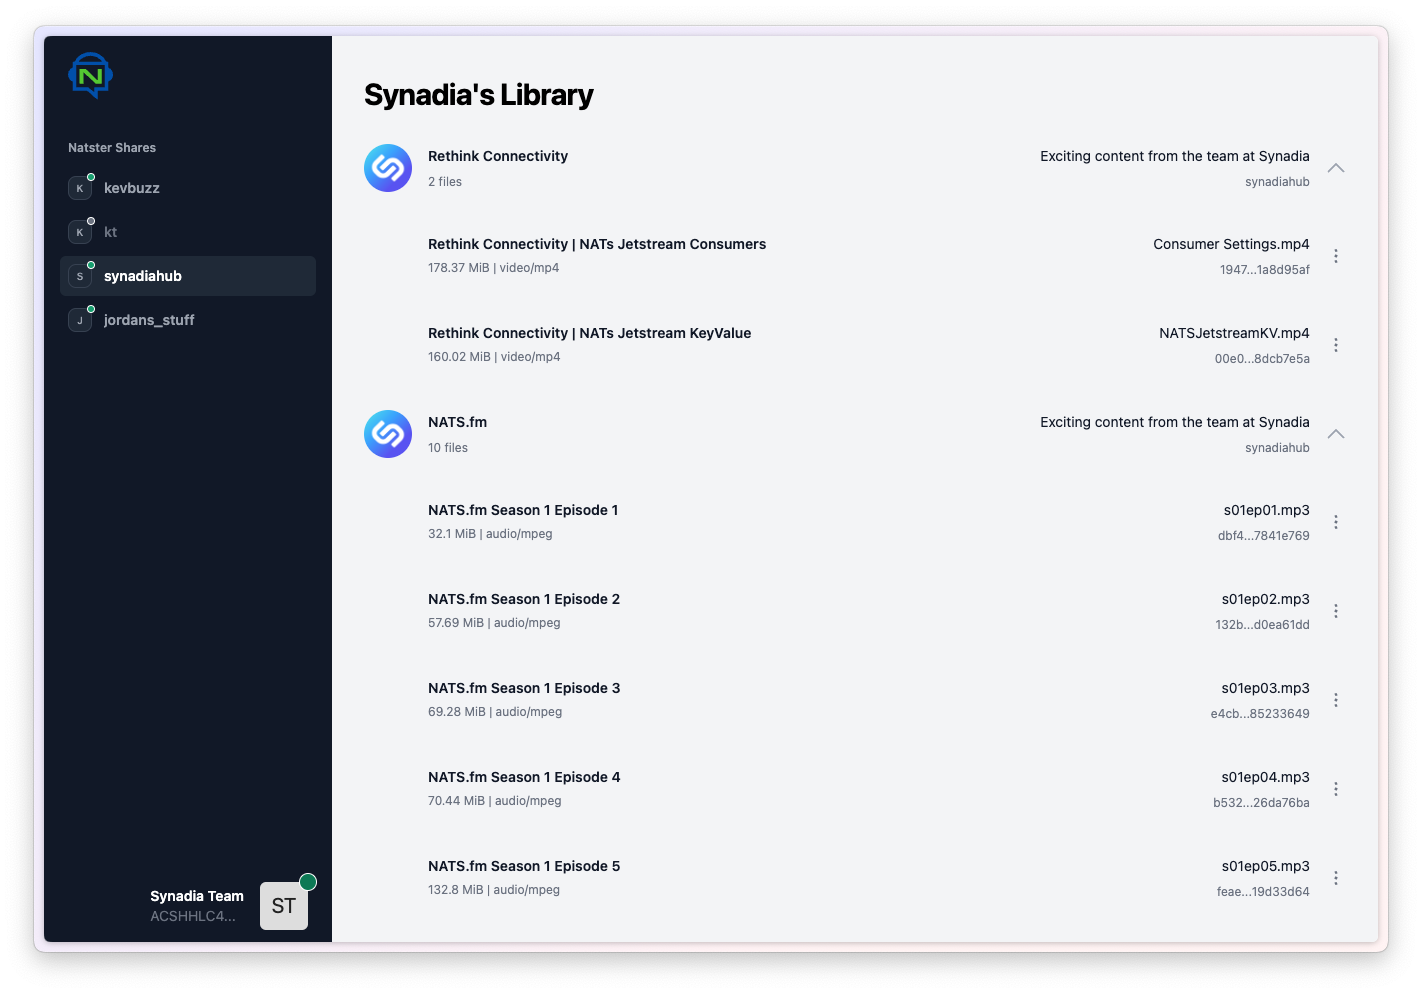 N
Natster Shares
K kevbuzz
K kt
S synadiahub
J jordans_stuff
Synadia Team
ACSHHLC4...
ST
Synadia's Library
Rethink Connectivity
2 files
Exciting content from the team at Synadia
synadiahub
Rethink Connectivity | NATs Jetstream Consumers
178.37 MiB | video/mp4
Consumer Settings.mp4
1947...1a8d95af
Rethink Connectivity | NATs Jetstream KeyValue
160.02 MiB | video/mp4
NATSJetstreamKV.mp4
00e0...8dcb7e5a
NATS.fm
10 files
Exciting content from the team at Synadia
synadiahub
NATS.fm Season 1 Episode 1
32.1 MiB | audio/mpeg
s01ep01.mp3
dbf4...7841e769
NATS.fm Season 1 Episode 2
57.69 MiB | audio/mpeg
s01ep02.mp3
132b...d0ea61dd
NATS.fm Season 1 Episode 3
69.28 MiB | audio/mpeg
s01ep03.mp3
e4cb...85233649
NATS.fm Season 1 Episode 4
70.44 MiB | audio/mpeg
s01ep04.mp3
b532...26da76ba
NATS.fm Season 1 Episode 5
132.8 MiB | audio/mpeg
s01ep05.mp3
feae...19d33d64